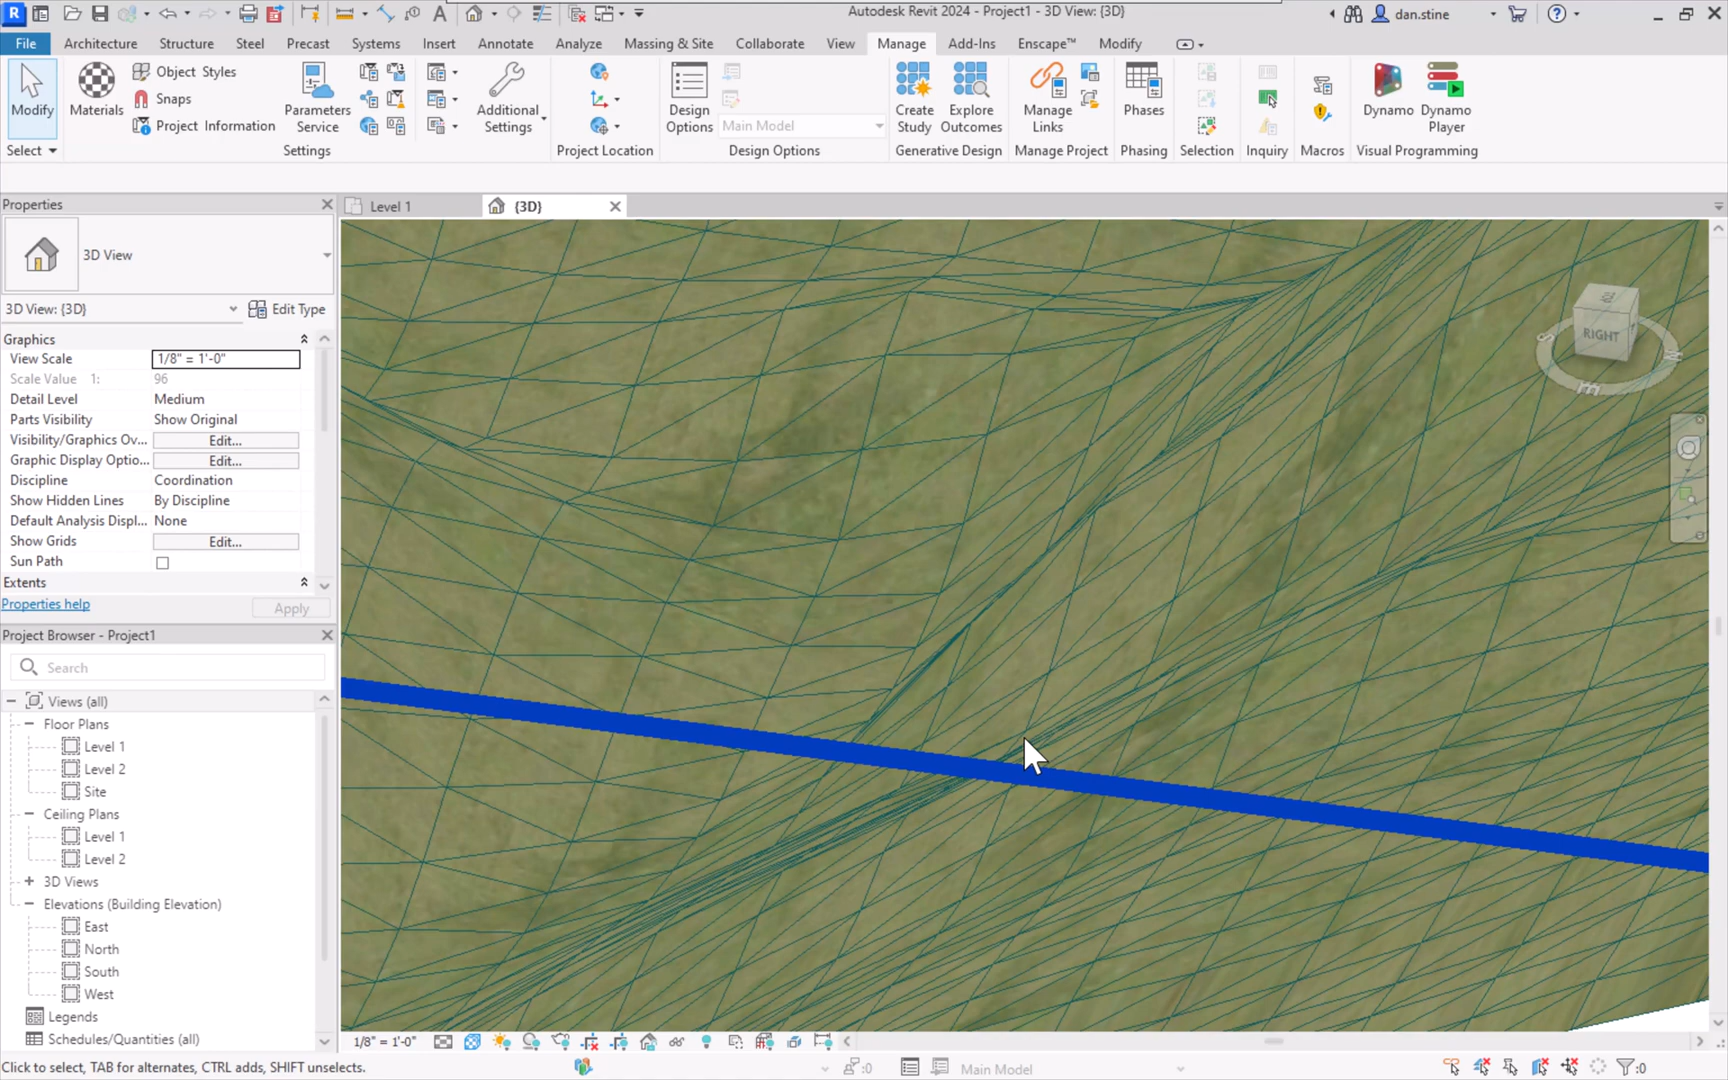 Autodesk Revit 2024 - Project1 - 3D View: {3D}
dan.stine
File Architecture Structure Steel Precast Systems Insert Annotate Analyze Massing & Site Collaborate View Manage Add-Ins Enscape™ Modify
Modify
Materials
Object Styles
Snaps
Project Information
Parameters
Service
Additional
Settings
Design
Options
Main Model
Create
Study
Explore
Outcomes
Manage
Links
Phases
Dynamo
Dynamo
Player
Select Settings Project Location Design Options Generative Design Manage Project Phasing Selection Inquiry Macros Visual Programming
Properties
Level 1
{3D}
3D View
3D View: {3D}
Edit Type
Graphics
View Scale 1/8" = 1'-0"
Scale Value 1: 96
Detail Level Medium
Parts Visibility Show Original
Visibility/Graphics Ov... Edit...
Graphic Display Optio... Edit...
Discipline Coordination
Show Hidden Lines By Discipline
Default Analysis Displ... None
Show Grids Edit...
Sun Path
Extents
Properties help
Apply
RIGHT
Project Browser - Project1
Search
Views (all)
Floor Plans
Level 1
Level 2
Site
Ceiling Plans
Level 1
Level 2
3D Views
Elevations (Building Elevation)
East
North
South
West
Legends
Schedules/Quantities (all)
1/8" = 1'-0"
Click to select, TAB for alternates, CTRL adds, SHIFT unselects.
:0
Main Model
:0